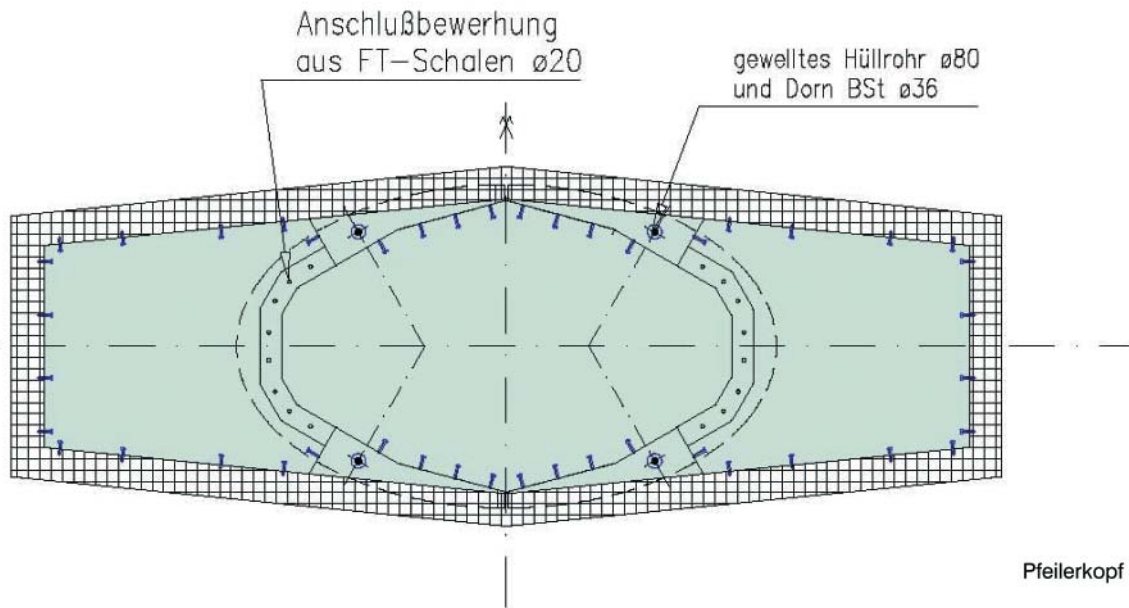 Anschlußbewerhung
aus FT-Schalen ø20
gewelltes Hüllrohr ø80
und Dorn BSt ø36
Pfeilerkopf